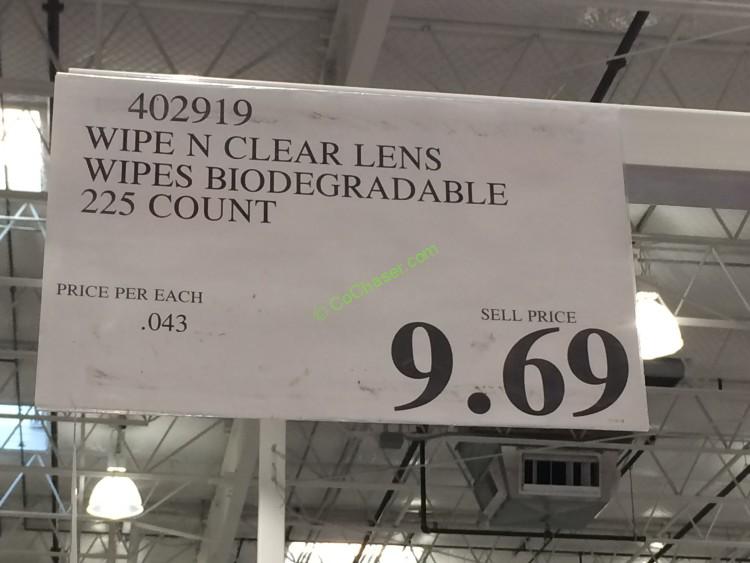 402919
WIPE N CLEAR LENS
WIPES BIODEGRADABLE
225 COUNT
© CoChaser.com
PRICE PER EACH
.043
SELL PRICE
9.69